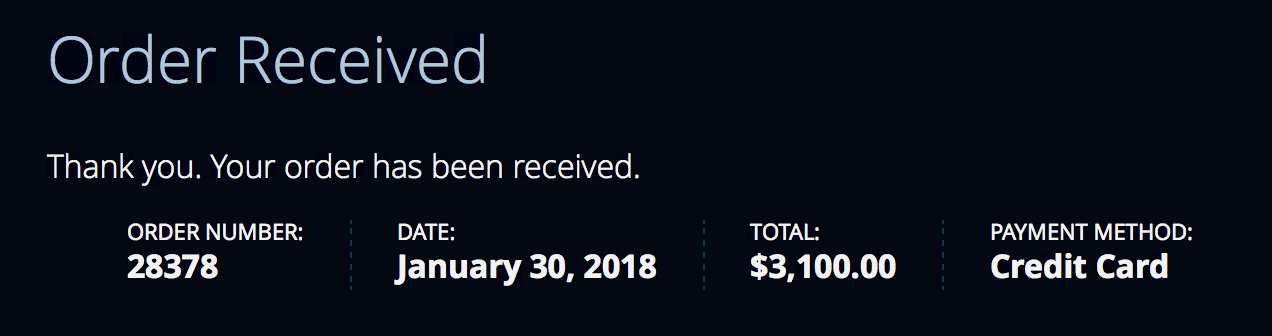 Order Received
Thank you. Your order has been received.
ORDER NUMBER: DATE: TOTAL: PAYMENT METHOD:
28378 January 30, 2018 $3,100.00 Credit Card